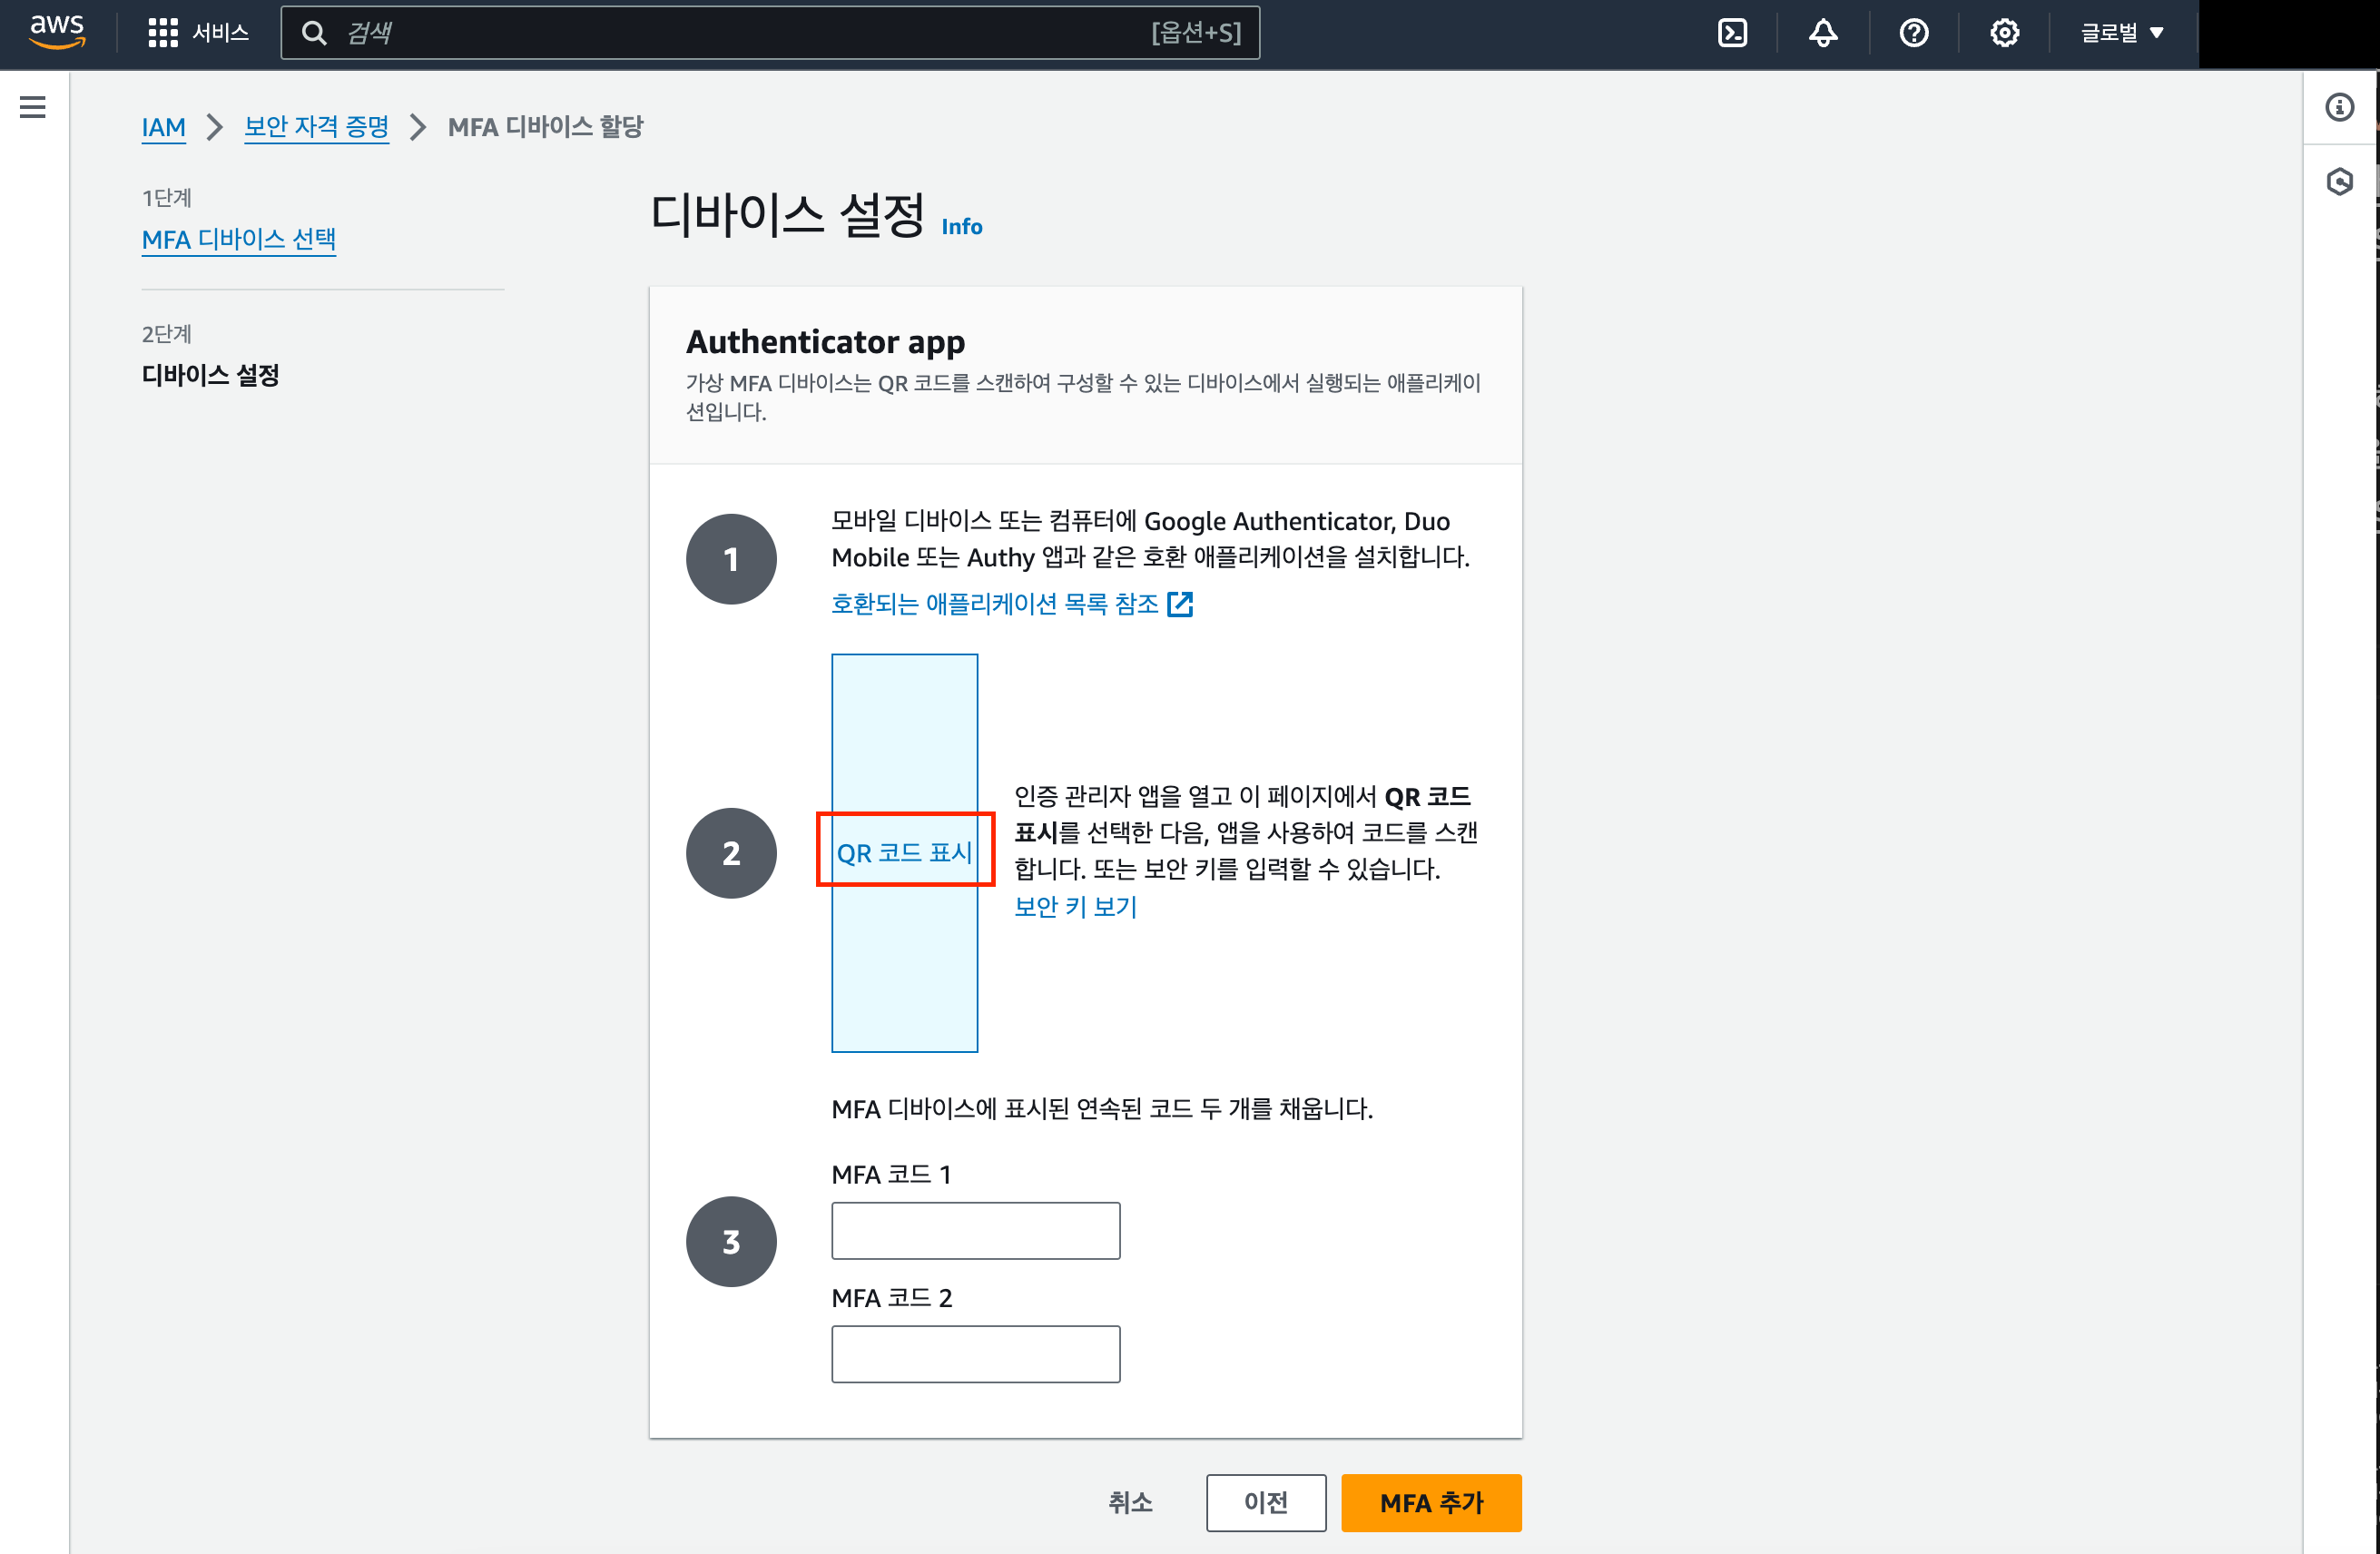 aws
서비스
검색
[옵션+S]
글로벌
IAM
보안 자격 증명
MFA 디바이스 할당
1단계
MFA 디바이스 선택
2단계
디바이스 설정
디바이스 설정 Info
Authenticator app
가상 MFA 디바이스는 QR 코드를 스캔하여 구성할 수 있는 디바이스에서 실행되는 애플리케이
션입니다.
1
모바일 디바이스 또는 컴퓨터에 Google Authenticator, Duo
Mobile 또는 Authy 앱과 같은 호환 애플리케이션을 설치합니다.
호환되는 애플리케이션 목록 참조
2
QR 코드 표시
인증 관리자 앱을 열고 이 페이지에서 QR 코드
표시를 선택한 다음, 앱을 사용하여 코드를 스캔
합니다. 또는 보안 키를 입력할 수 있습니다.
보안 키 보기
3
MFA 디바이스에 표시된 연속된 코드 두 개를 채웁니다.
MFA 코드 1
MFA 코드 2
취소
이전
MFA 추가